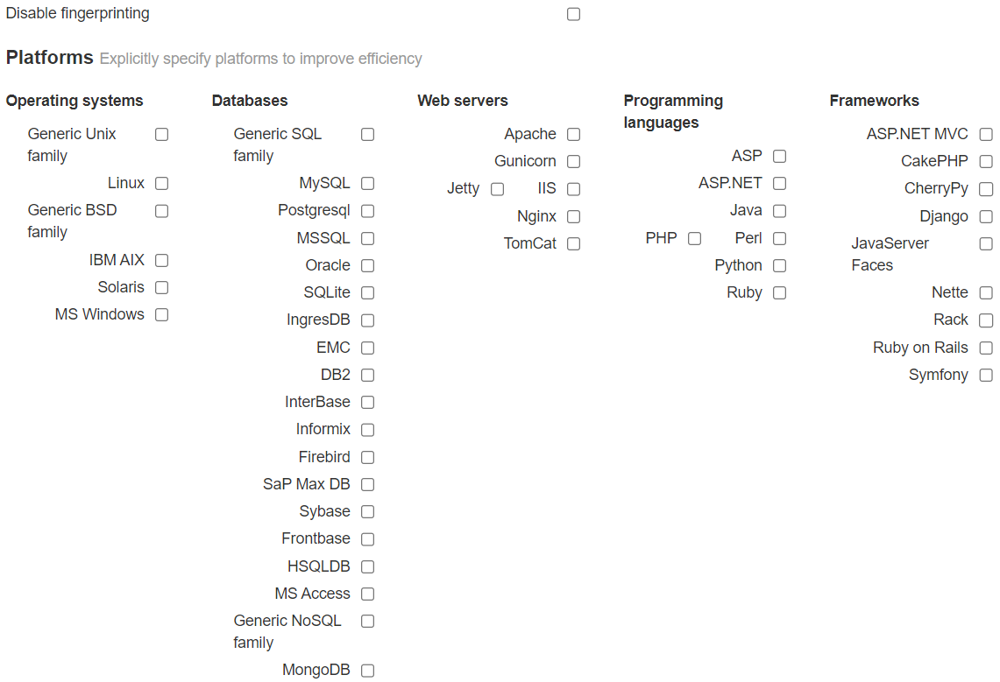 Disable fingerprinting
Platforms Explicitly specify platforms to improve efficiency
Operating systems
Generic Unix
family
Linux
Generic BSD
family
IBM AIX
Solaris
MS Windows
Databases
Generic SQL
family
MySQL
Postgresql
MSSQL
Oracle
SQLite
IngresDB
EMC
DB2
InterBase
Informix
Firebird
SaP Max DB
Sybase
Frontbase
HSQLDB
MS Access
Generic NoSQL
family
MongoDB
Web servers
Apache
Gunicorn
Jetty IIS
Nginx
TomCat
Programming
languages
ASP
ASP.NET
Java
PHP Perl
Python
Ruby
Frameworks
ASP.NET MVC
CakePHP
CherryPy
Django
JavaServer
Faces
Nette
Rack
Ruby on Rails
Symfony